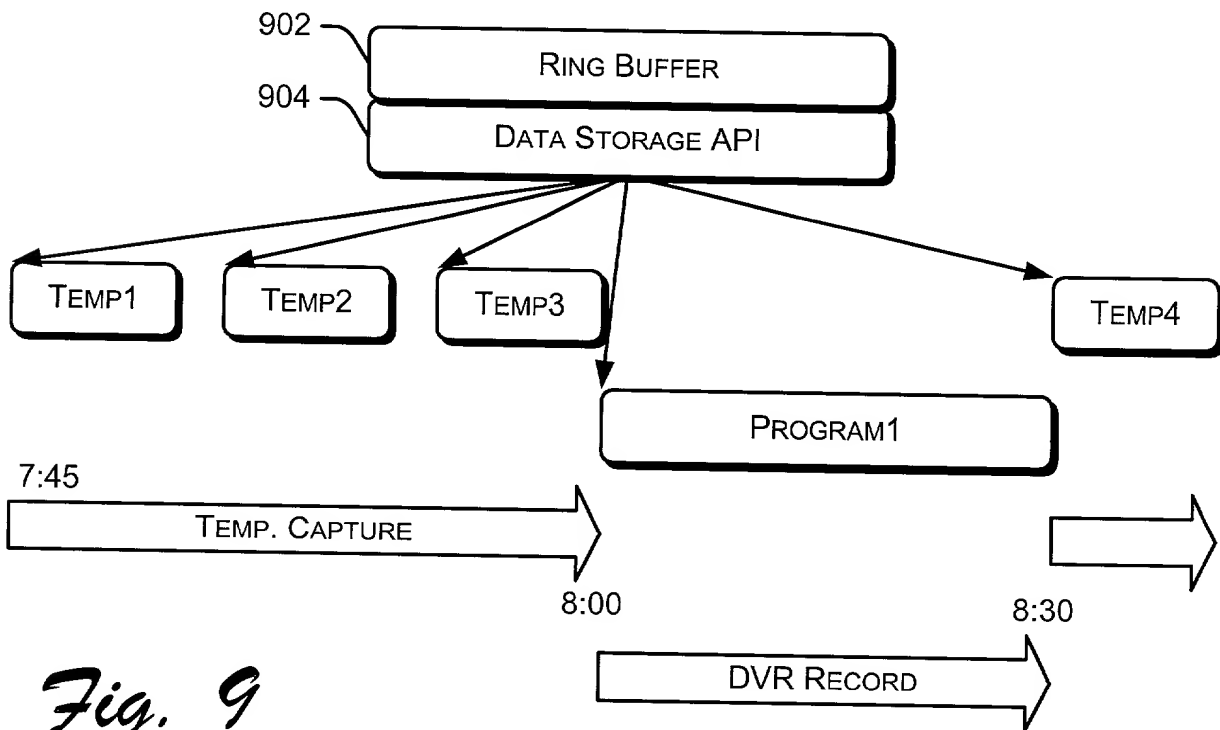 902
RING BUFFER
904
DATA STORAGE API
TEMP1
TEMP2
TEMP3
TEMP4
PROGRAM1
7:45
TEMP. CAPTURE
8:00
8:30
DVR RECORD
Fig. 9